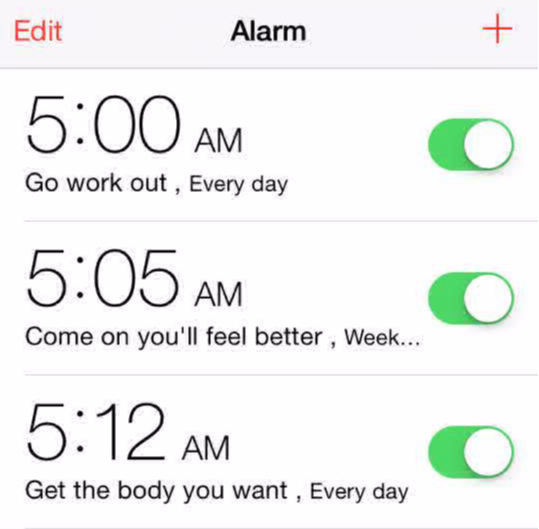 Edit Alarm +
5:00 AM
Go work out , Every day
5:05 AM
Come on you'll feel better , Week...
5:12 AM
Get the body you want , Every day